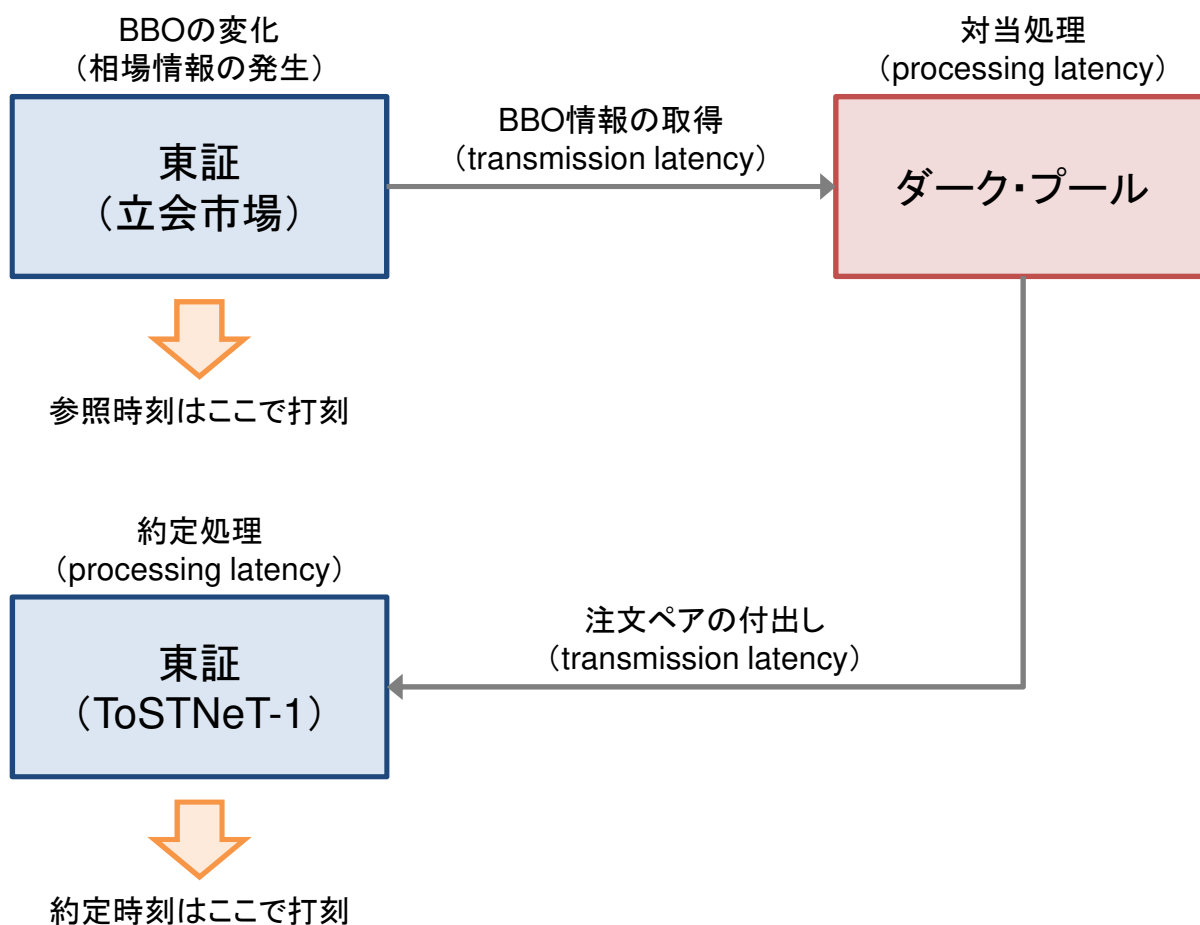 BBOの変化
（相場情報の発生）
東証
（立会市場）
BBO情報の取得
（transmission latency）
対当処理
（processing latency）
ダーク・プール
参照時刻はここで打刻
約定処理
（processing latency）
東証
（ToSTNeT-1）
注文ペアの付出し
（transmission latency）
約定時刻はここで打刻